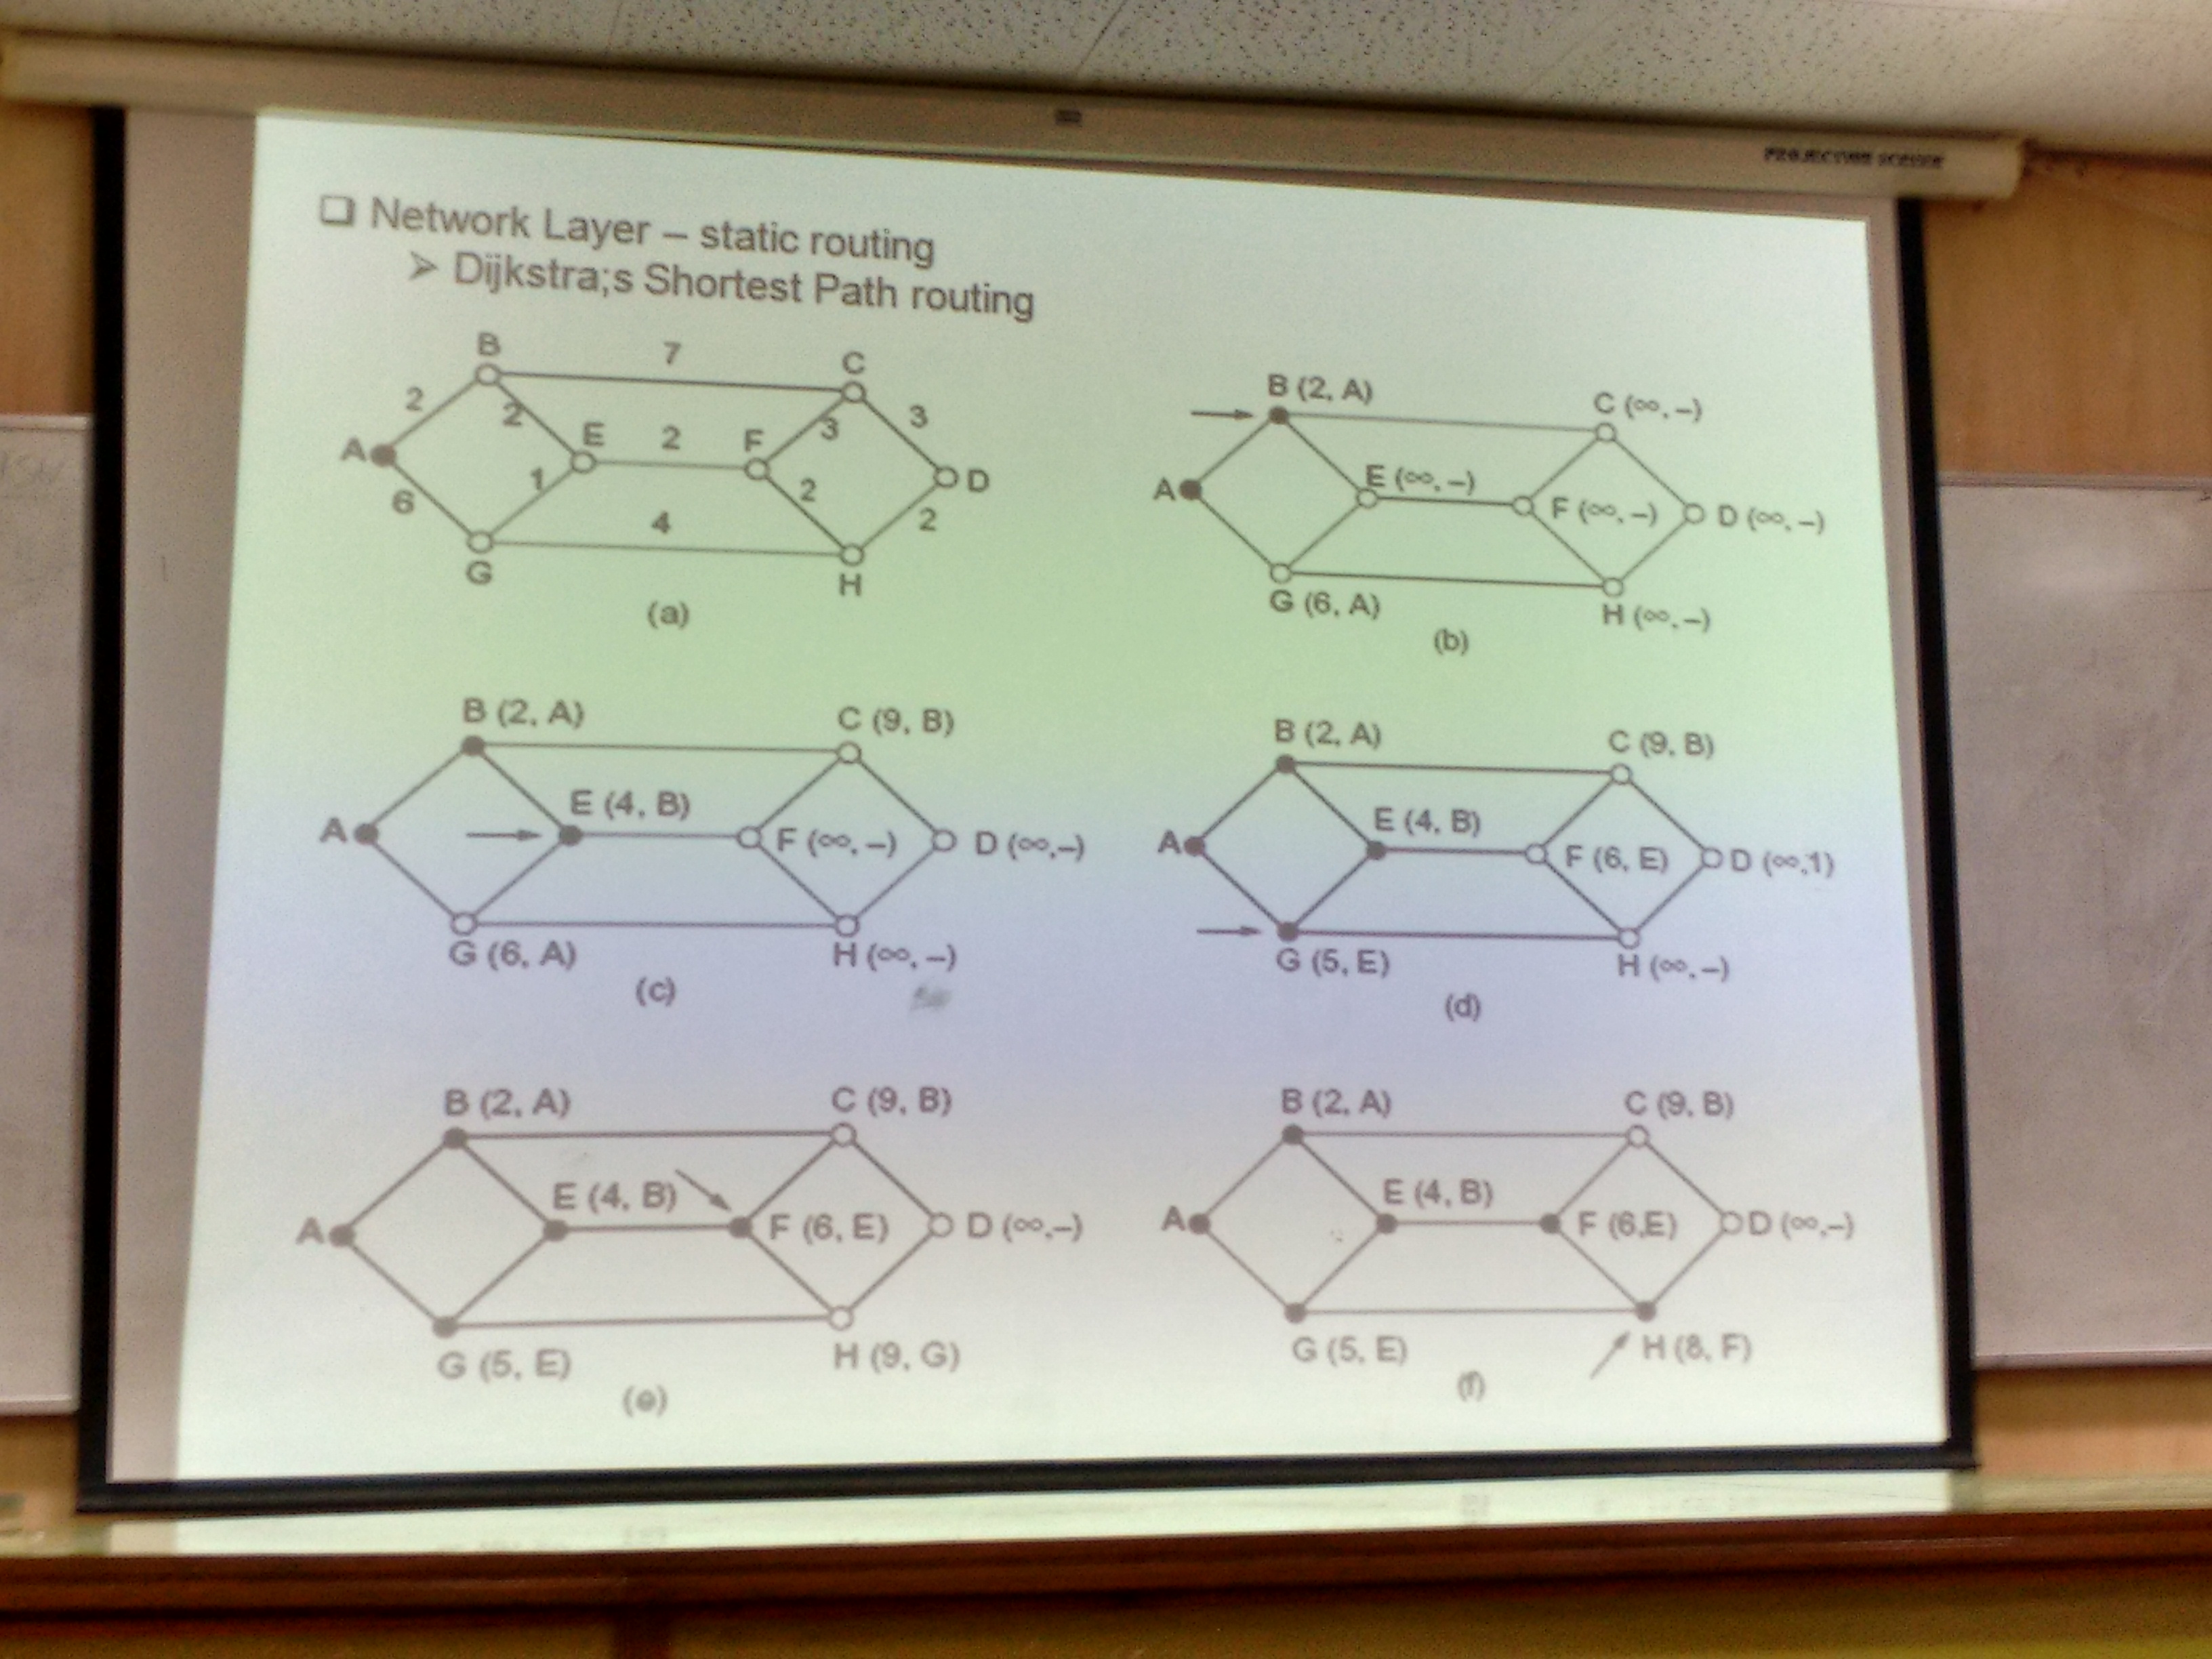 PROJECTION SCREEN
❑ Network Layer – static routing
➢ Dijkstra;s Shortest Path routing
B
7
C
2
2
3
3
A
E
2
F
D
6
1
2
2
4
G
H
(a)
B (2, A)
C (∞, –)
A
E (∞, –)
F (∞, –)
D (∞, –)
G (6, A)
H (∞, –)
(b)
B (2, A)
C (9, B)
E (4, B)
A
F (∞, –)
D (∞,–)
G (6, A)
H (∞, –)
(c)
B (2, A)
C (9, B)
E (4, B)
A
F (6, E)
D (∞,1)
G (5, E)
H (∞, –)
(d)
B (2, A)
C (9, B)
E (4, B)
A
F (6, E)
D (∞,–)
G (5, E)
H (9, G)
(e)
B (2, A)
C (9, B)
E (4, B)
A
F (6,E)
D (∞,–)
G (5, E)
H (8, F)
(f)